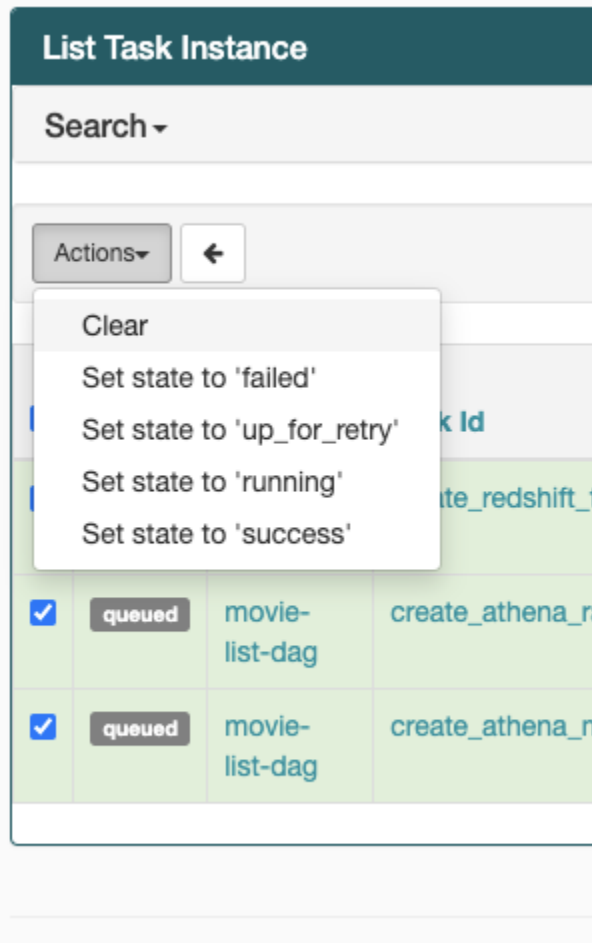 List Task Instance
Search
Actions
Clear
Set state to 'failed'
Set state to 'up_for_retry'
Set state to 'running'
Set state to 'success'
k Id
ate_redshift_
queued
movie-
list-dag
create_athena_r
queued
movie-
list-dag
create_athena_